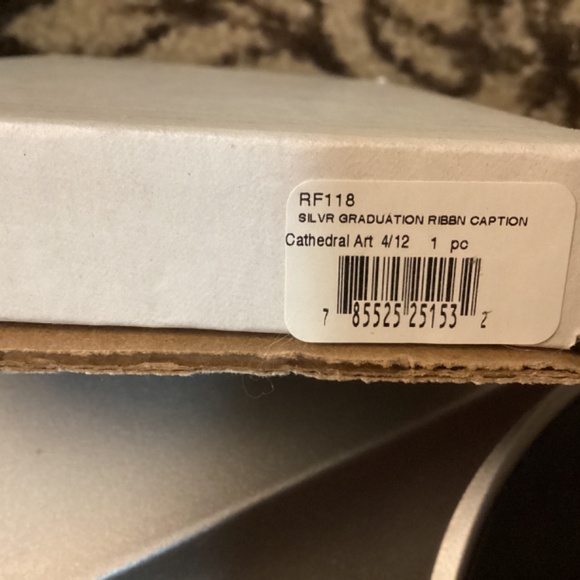 RF118
SILVR GRADUATION RIBBN CAPTION
Cathedral Art 4/12 1 pc
7 85525 25153 2